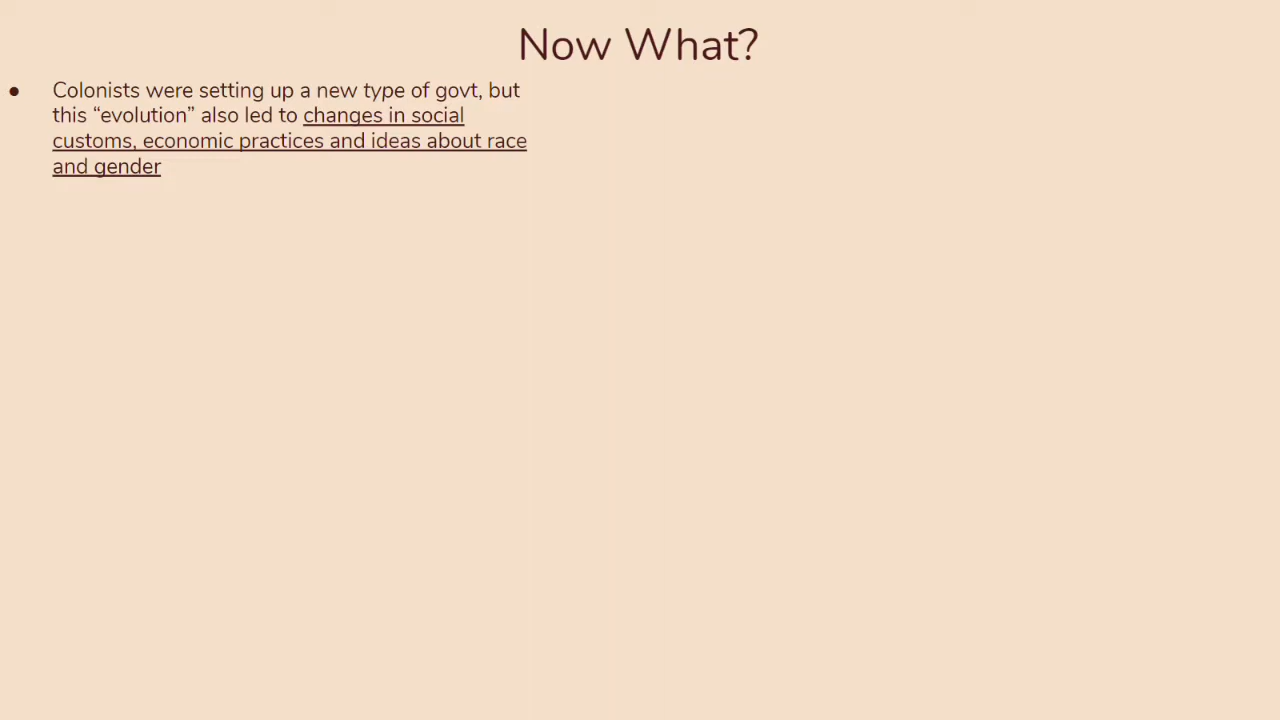 Now What?
● Colonists were setting up a new type of govt, but
this “evolution” also led to changes in social
customs, economic practices and ideas about race
and gender